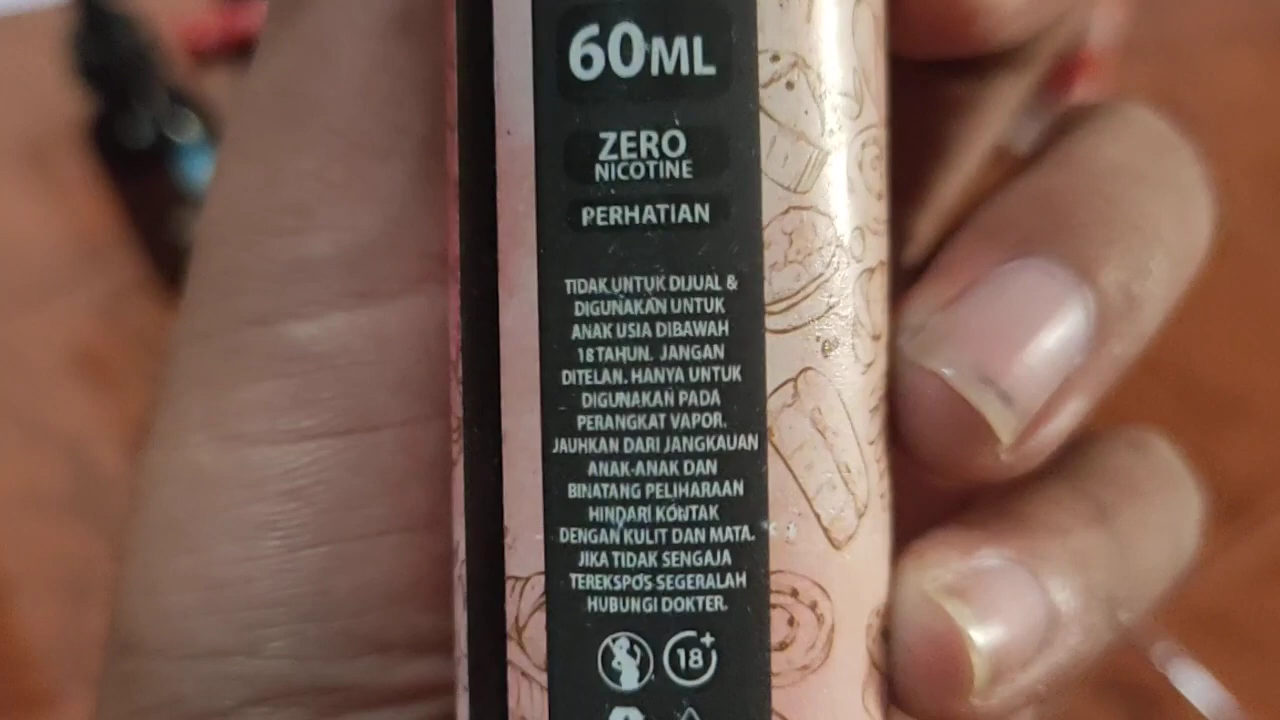 60ML
ZERO
NICOTINE
PERHATIAN
TIDAK UNTUK DIJUAL &
DIGUNAKAN UNTUK
ANAK USIA DIBAWAH
18 TAHUN. JANGAN
DITELAN. HANYA UNTUK
DIGUNAKAN PADA
PERANGKAT VAPOR.
JAUHKAN DARI JANGKAUAN
ANAK-ANAK DAN
BINATANG PELIHARAAN
HINDARI KONTAK
DENGAN KULIT DAN MATA.
JIKA TIDAK SENGAJA
TEREKSPOS SEGERALAH
HUBUNGI DOKTER.
18+